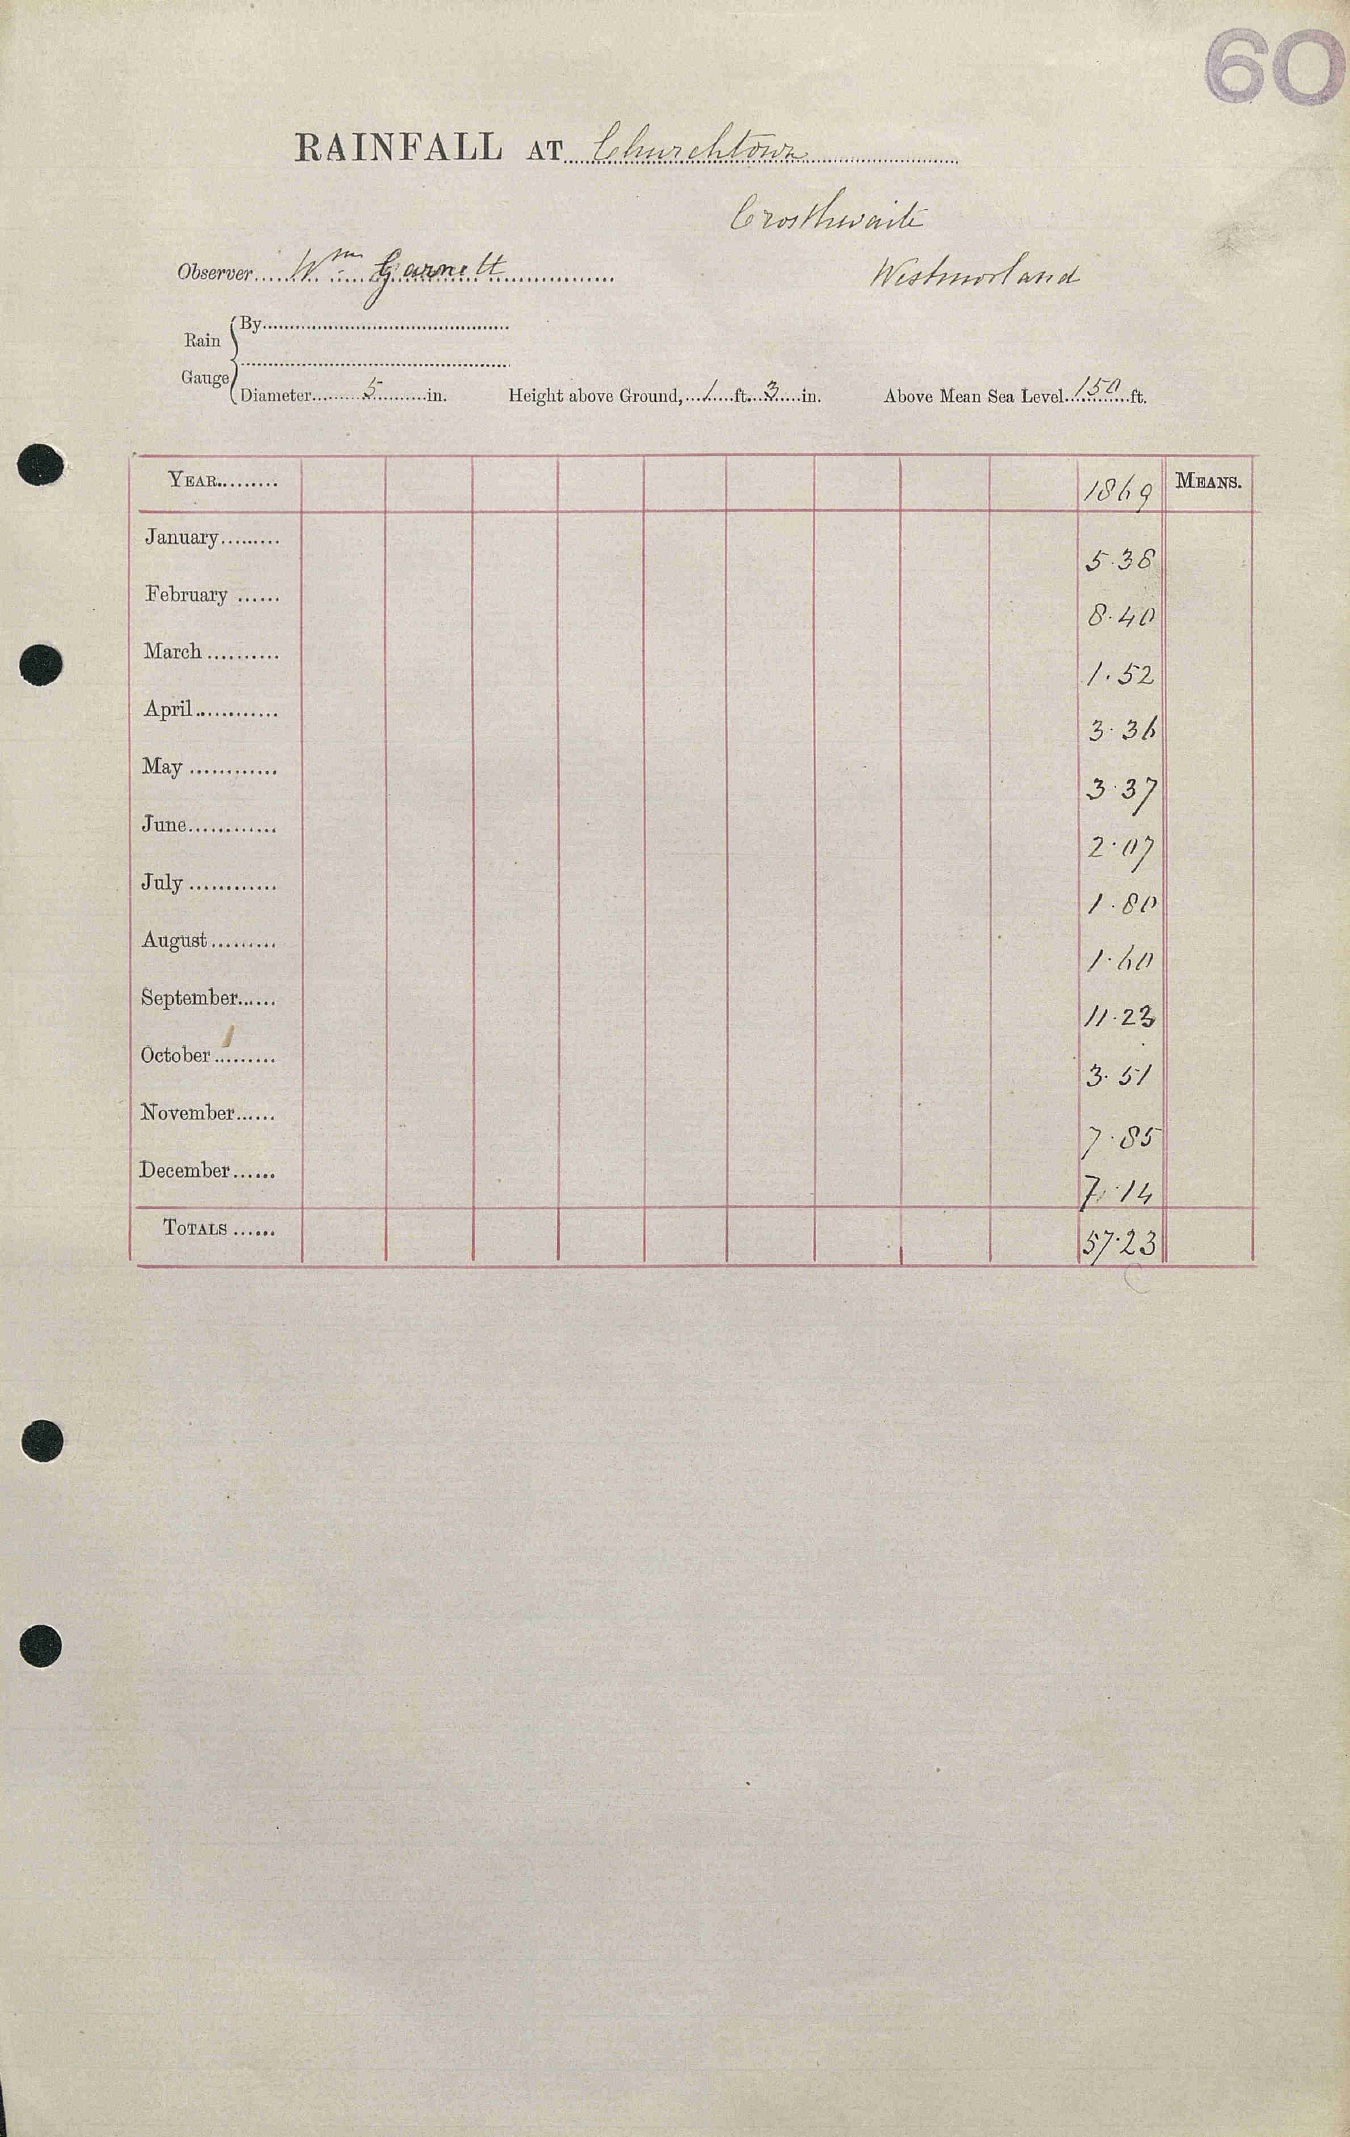 60
RAINFALL AT Churchtown
Crosthwaite
Observer Wm Garnett Westmorland
Rain Gauge
By
Diameter 5 in. Height above Ground, 1 ft. 3 in. Above Mean Sea Level 150 ft.
YEAR 1869 MEANS.
January 5.38
February 8.40
March 1.52
April 3.36
May 3.37
June 2.07
July 1.80
August 1.60
September 11.23
October 3.51
November 7.85
December 7.14
TOTALS 57.23